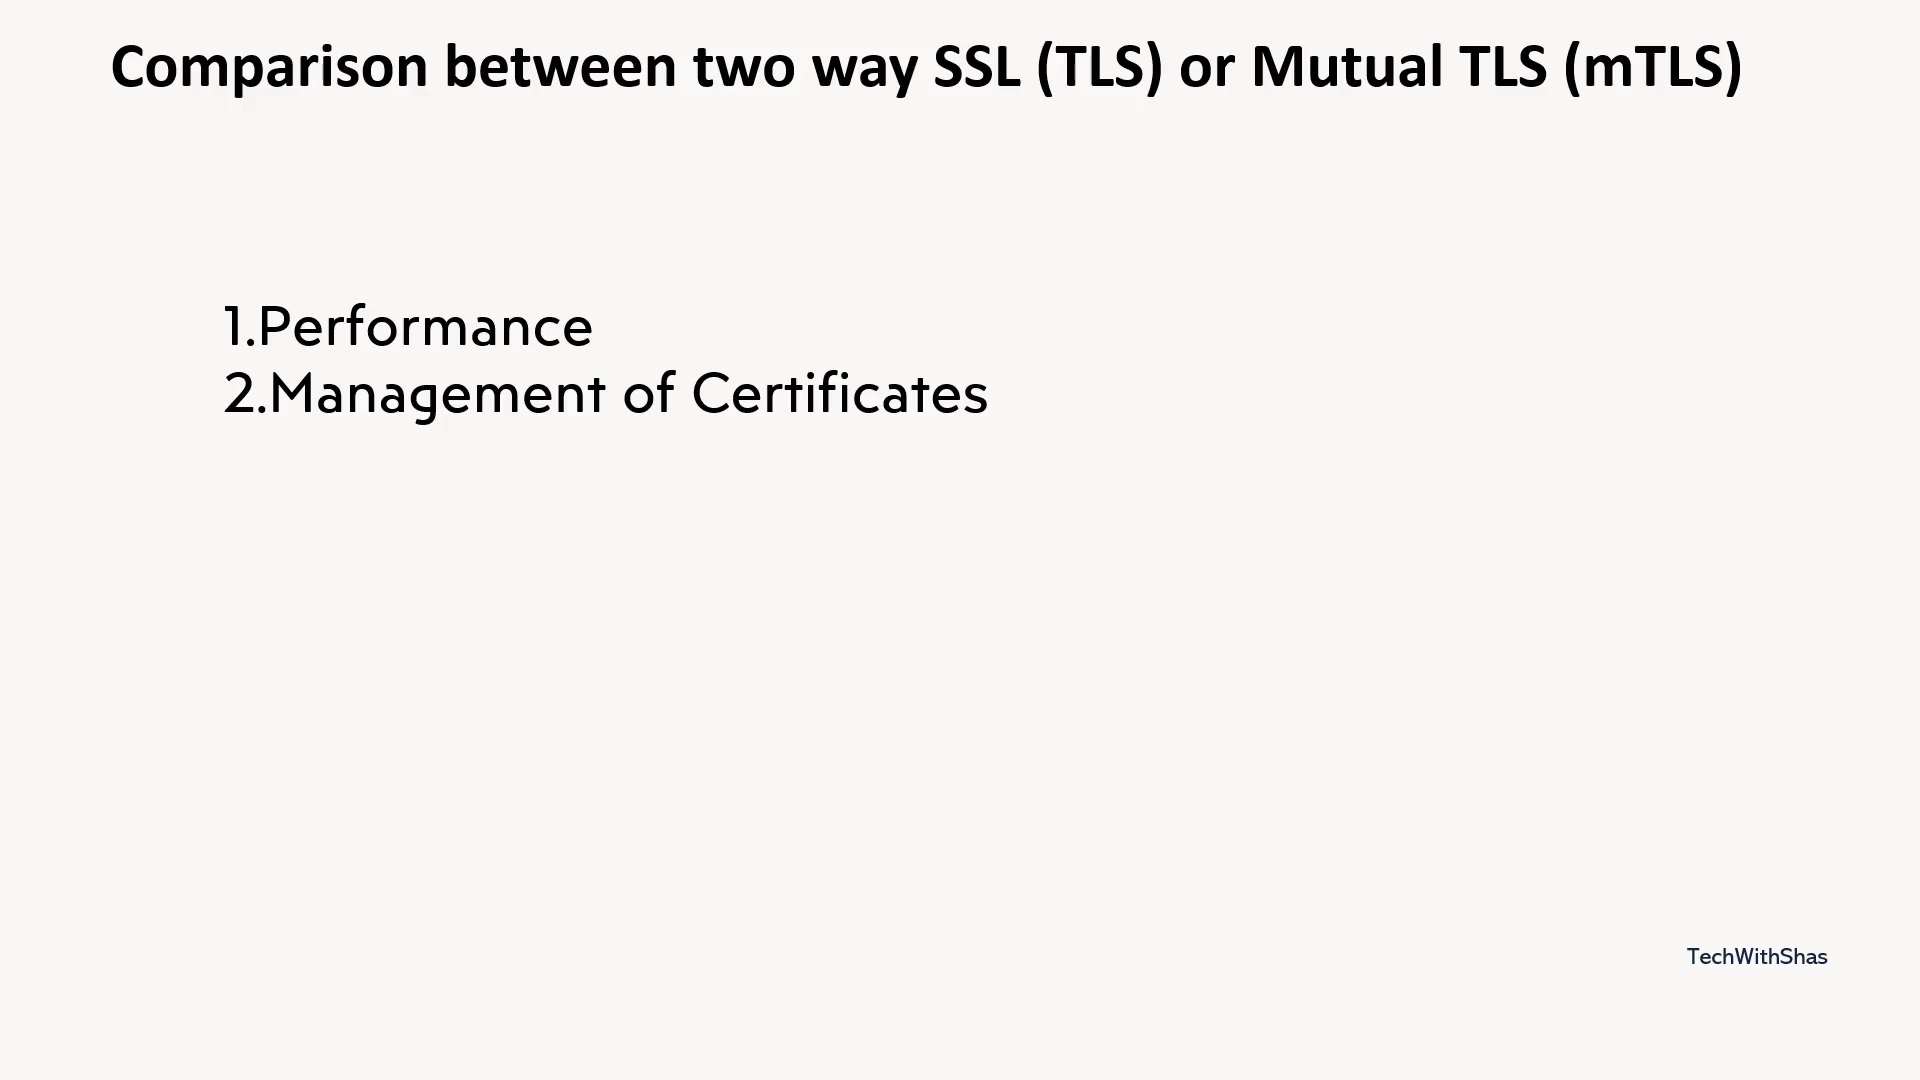 Comparison between two way SSL (TLS) or Mutual TLS (mTLS)
1.Performance
2.Management of Certificates
TechWithShas